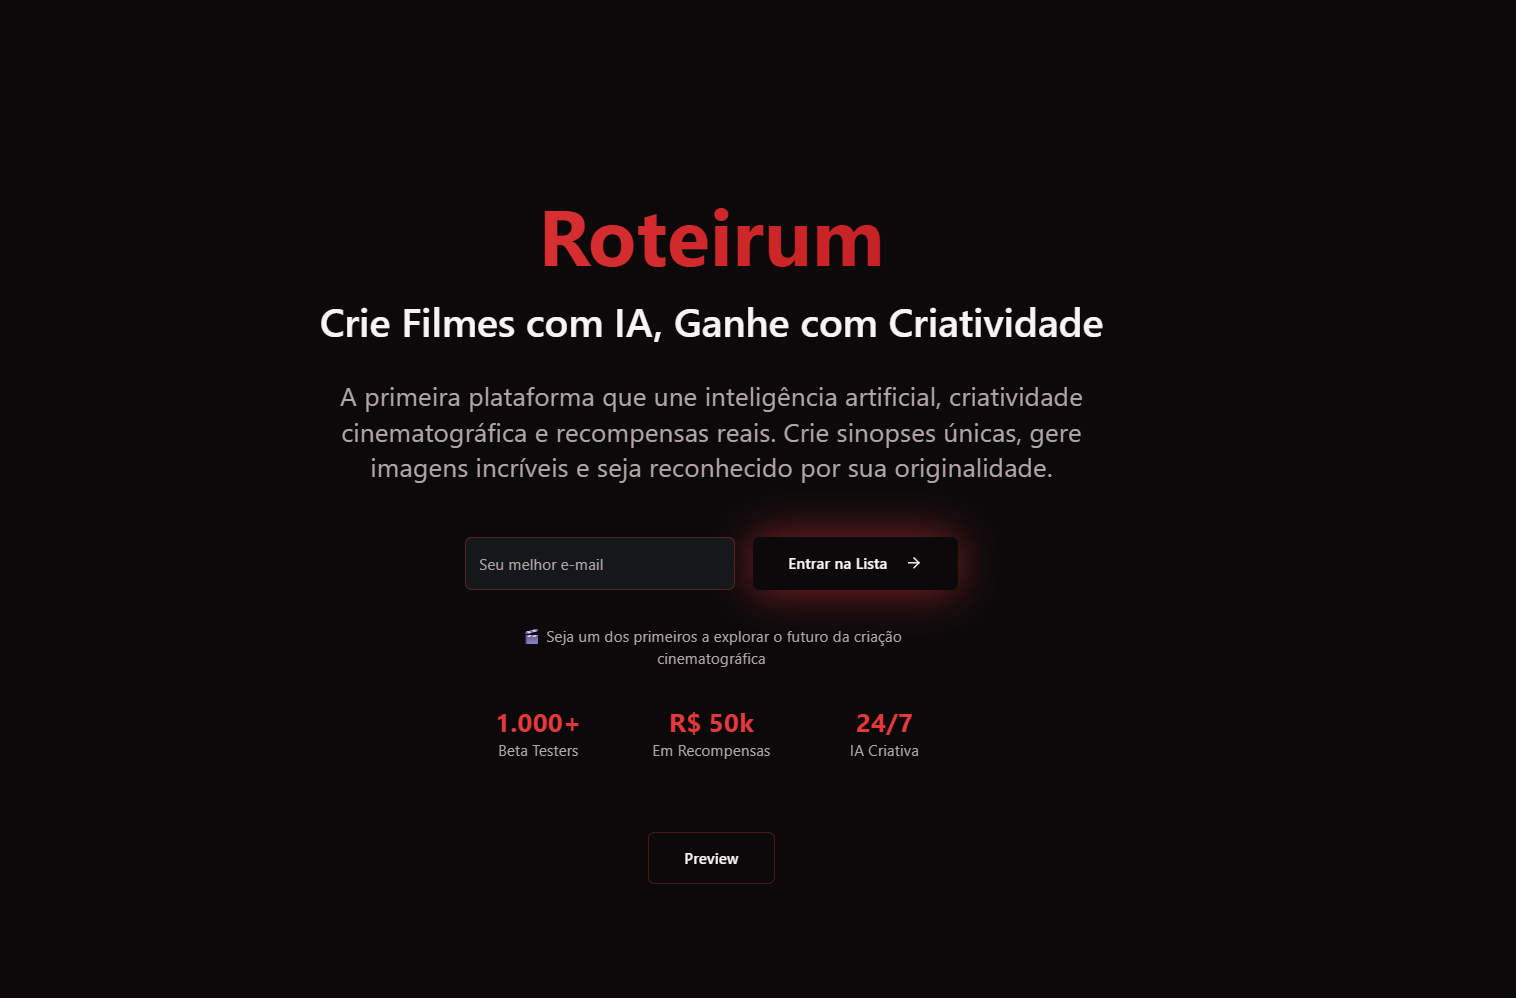 Roteirum
Crie Filmes com IA, Ganhe com Criatividade
A primeira plataforma que une inteligência artificial, criatividade
cinematográfica e recompensas reais. Crie sinopses únicas, gere
imagens incríveis e seja reconhecido por sua originalidade.
Seu melhor e-mail
Entrar na Lista →
🎬 Seja um dos primeiros a explorar o futuro da criação
cinematográfica
1.000+
Beta Testers
R$ 50k
Em Recompensas
24/7
IA Criativa
Preview